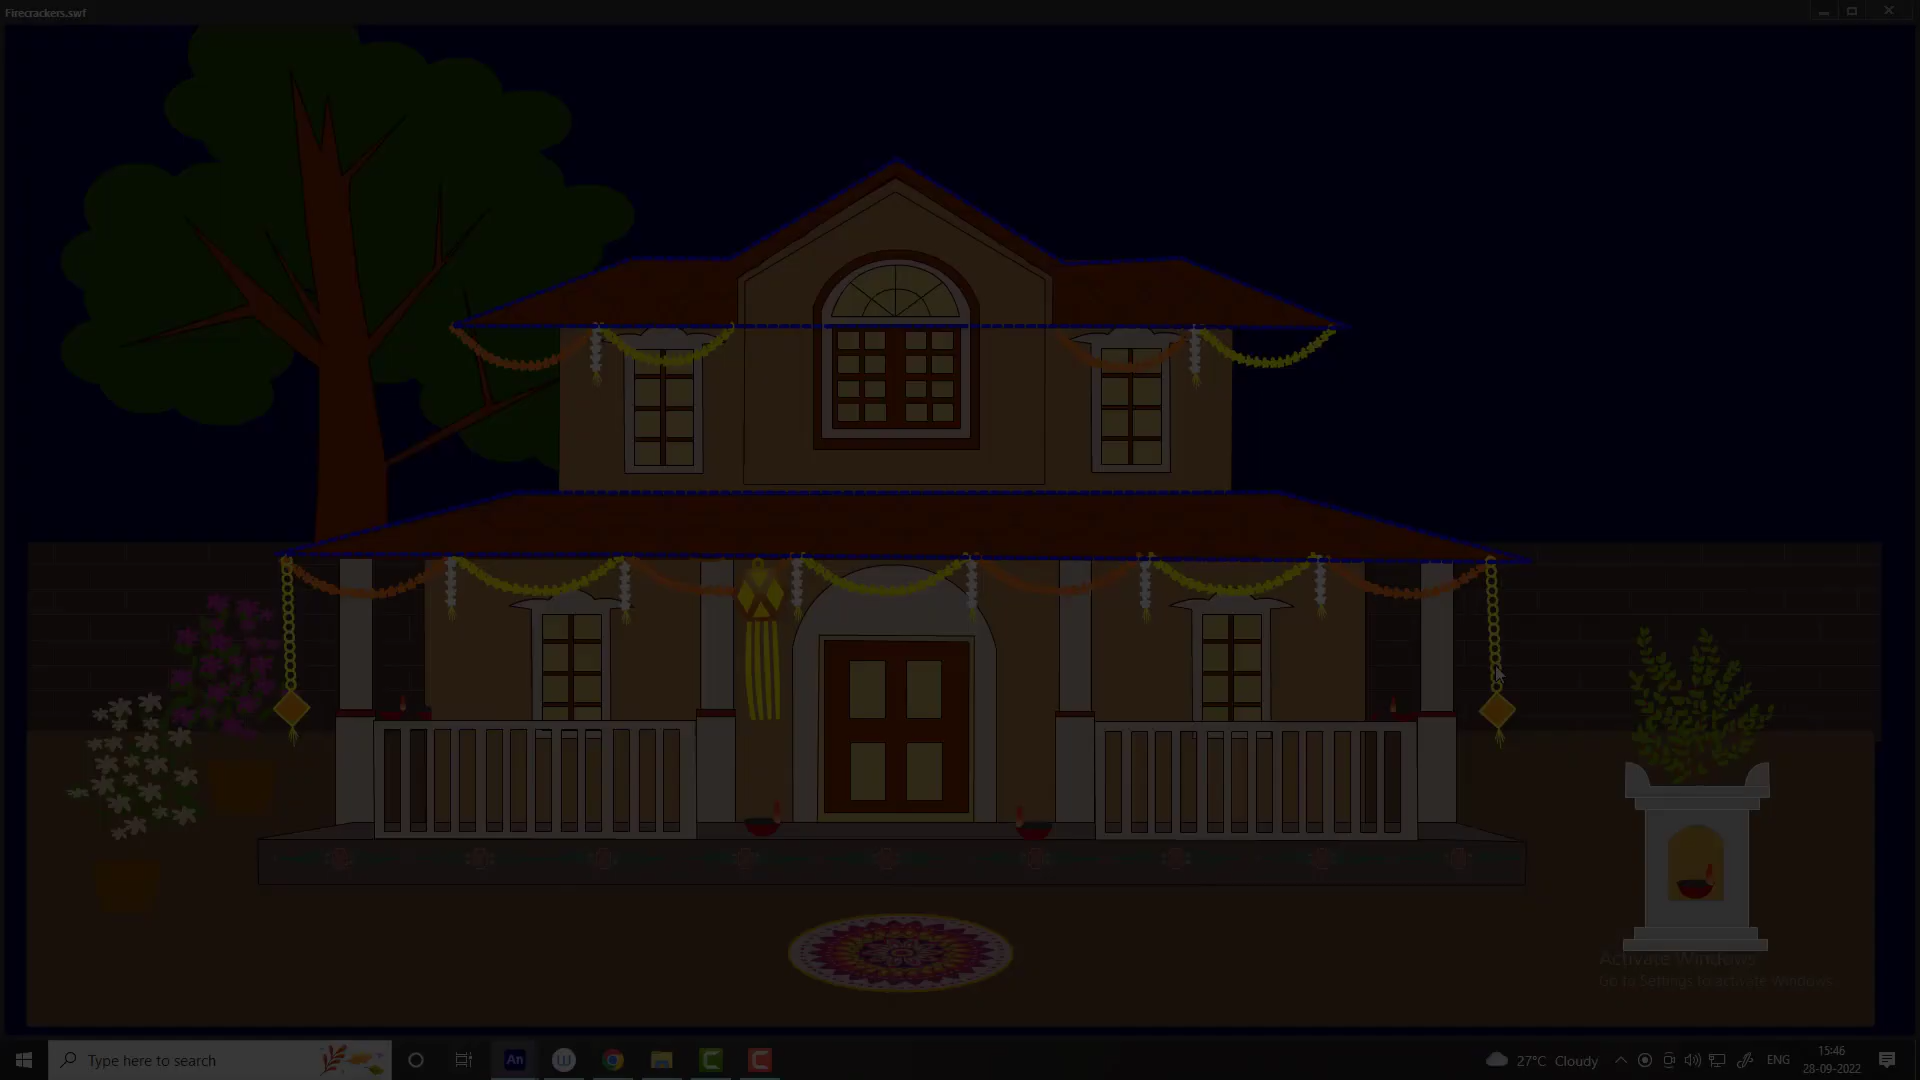 Firecrackers.swf
Activate Windows
Go to Settings to activate Windows.
Type here to search
An
27°C Cloudy
ENG
15:46
28-09-2022